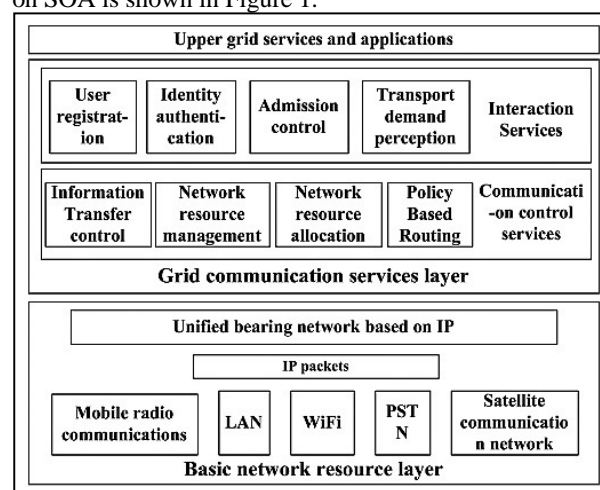 on SOA is shown in Figure 1.
Upper grid services and applications
User
registrat-
ion
Identity
authenti-
cation
Admission
control
Transport
demand
perception
Interaction
Services
Information
Transfer
control
Network
resource
management
Network
resource
allocation
Policy
Based
Routing
Communicati
-on control
services
Grid communication services layer
Unified bearing network based on IP
IP packets
Mobile radio
communications
LAN
WiFi
PST
N
Satellite
communicatio
n network
Basic network resource layer